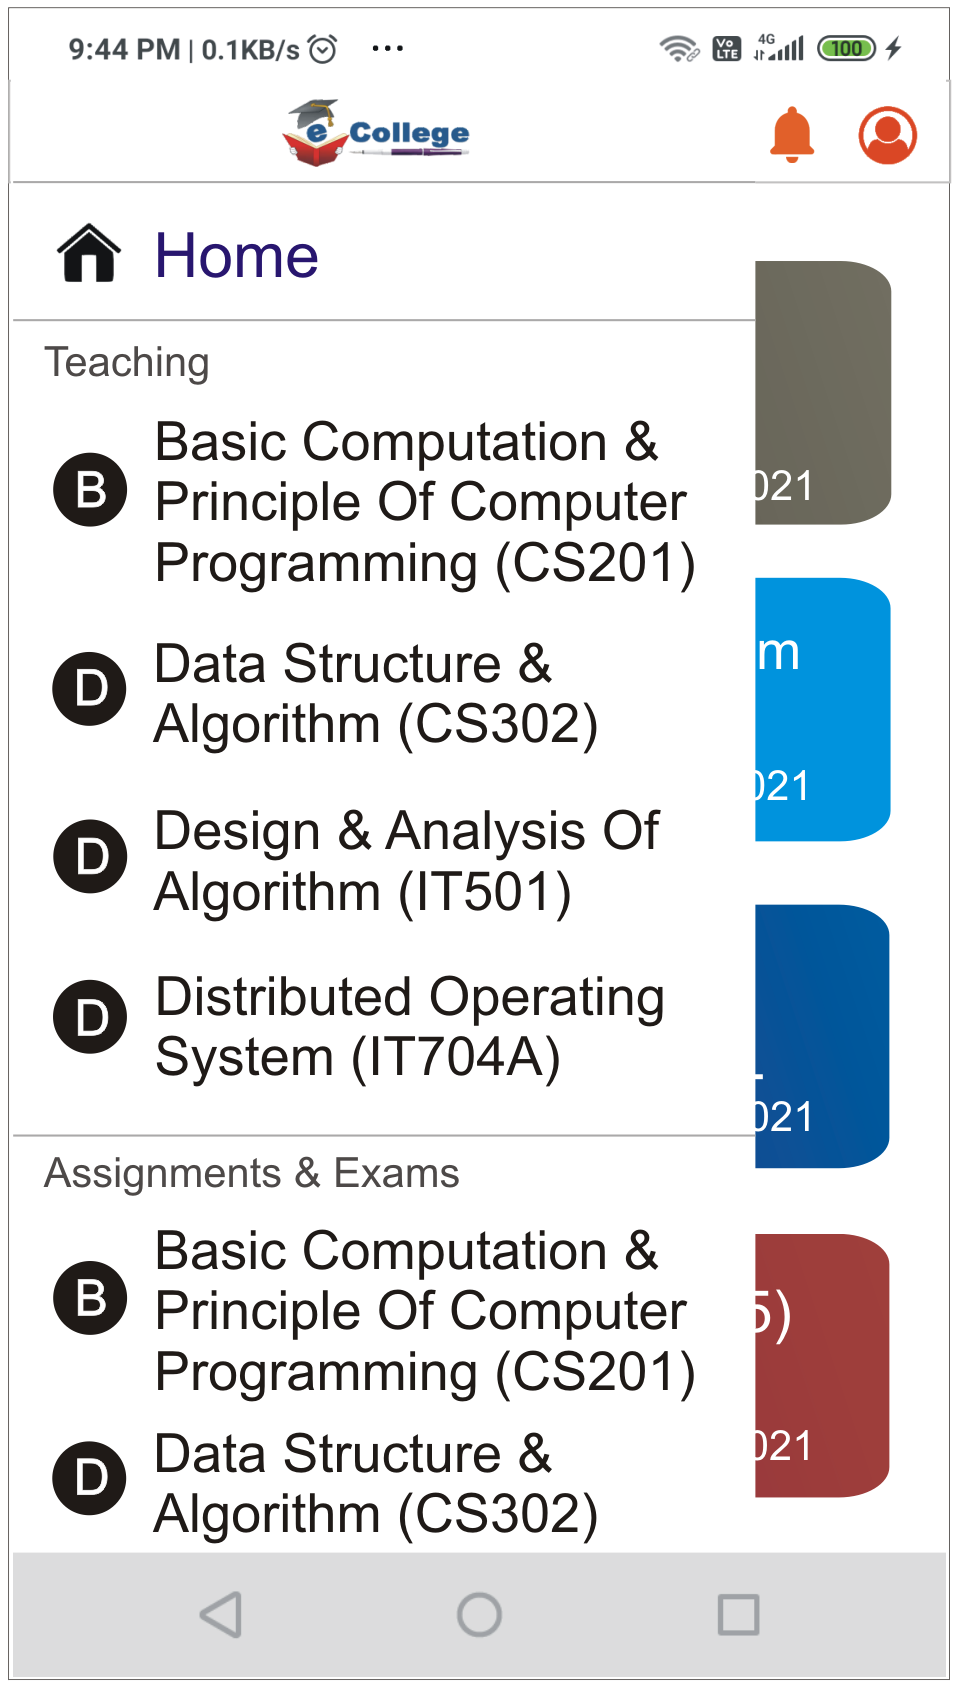 9:44 PM | 0.1KB/s ...
Vo LTE 4G 100
e College
Home
Teaching
B
Basic Computation &
Principle Of Computer
Programming (CS201)
021
D
Data Structure &
Algorithm (CS302)
m
021
D
Design & Analysis Of
Algorithm (IT501)
D
Distributed Operating
System (IT704A)
021
Assignments & Exams
B
Basic Computation &
Principle Of Computer
Programming (CS201)
5)
D
Data Structure &
Algorithm (CS302)
021